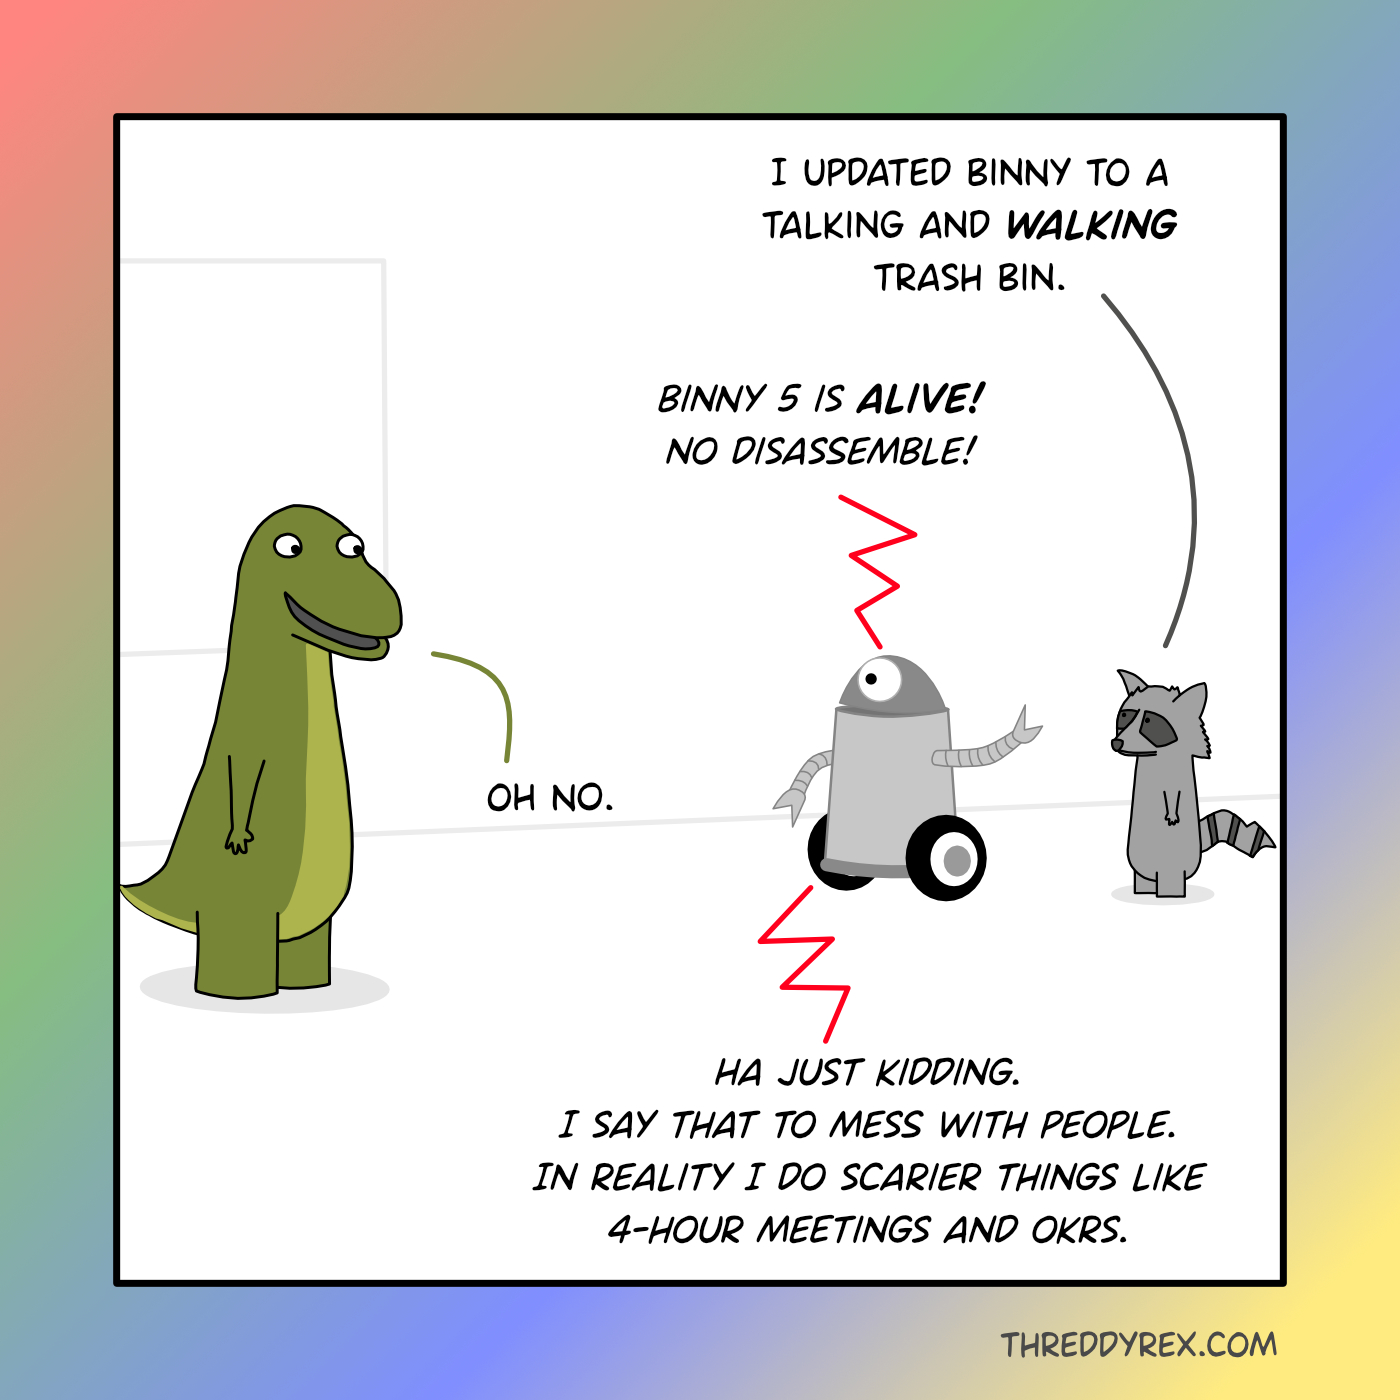 I UPDATED BINNY TO A
TALKING AND WALKING
TRASH BIN.
BINNY 5 IS ALIVE!
NO DISASSEMBLE!
OH NO.
HA JUST KIDDING.
I SAY THAT TO MESS WITH PEOPLE.
IN REALITY I DO SCARIER THINGS LIKE
4-HOUR MEETINGS AND OKRS.
THREDDYREX.COM